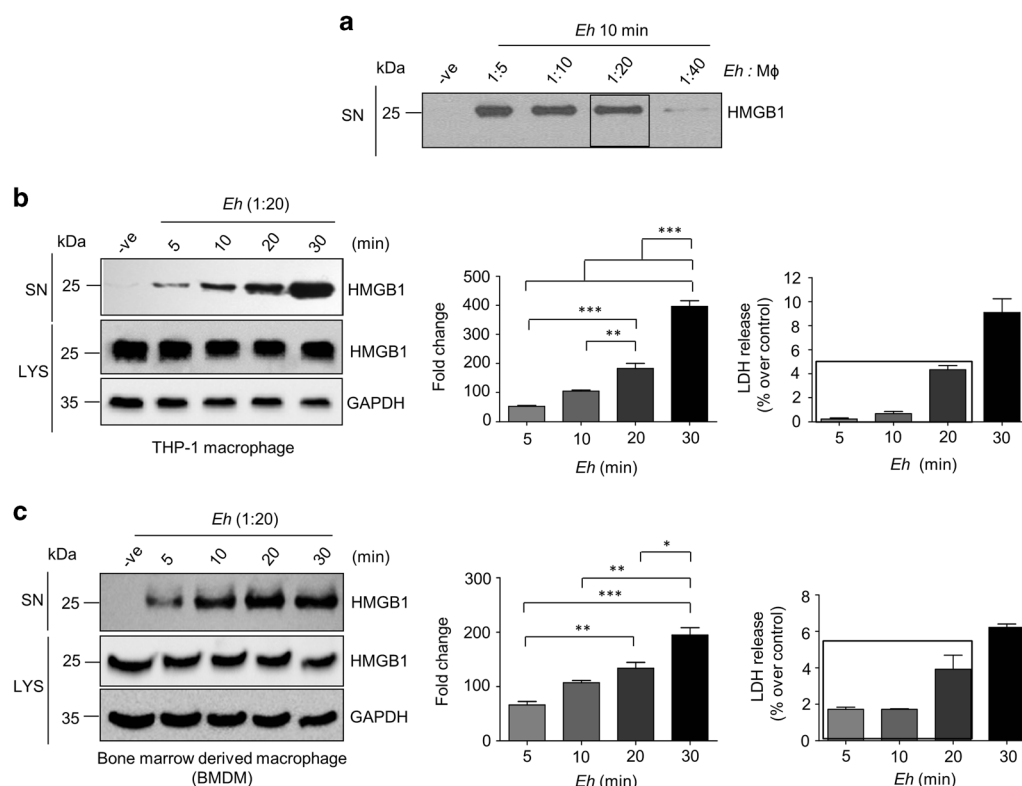 a
Eh 10 min
kDa -ve 1:5 1:10 1:20 1:40 Eh : Mϕ
SN 25 HMGB1
b
Eh (1:20)
kDa -ve 5 10 20 30 (min)
SN 25 HMGB1
LYS 25 HMGB1
35 GAPDH
THP-1 macrophage
***
*** 
**
500
400
300
200
100
0
Fold change
5 10 20 30
Eh (min)
12
10
8
6
4
2
0
LDH release
(% over control)
5 10 20 30
Eh (min)
c
Eh (1:20)
kDa -ve 5 10 20 30 (min)
SN 25 HMGB1
LYS 25 HMGB1
35 GAPDH
Bone marrow derived macrophage
(BMDM)
*
**
***
**
300
200
100
0
Fold change
5 10 20 30
Eh (min)
8
6
4
2
0
LDH release
(% over control)
5 10 20 30
Eh (min)